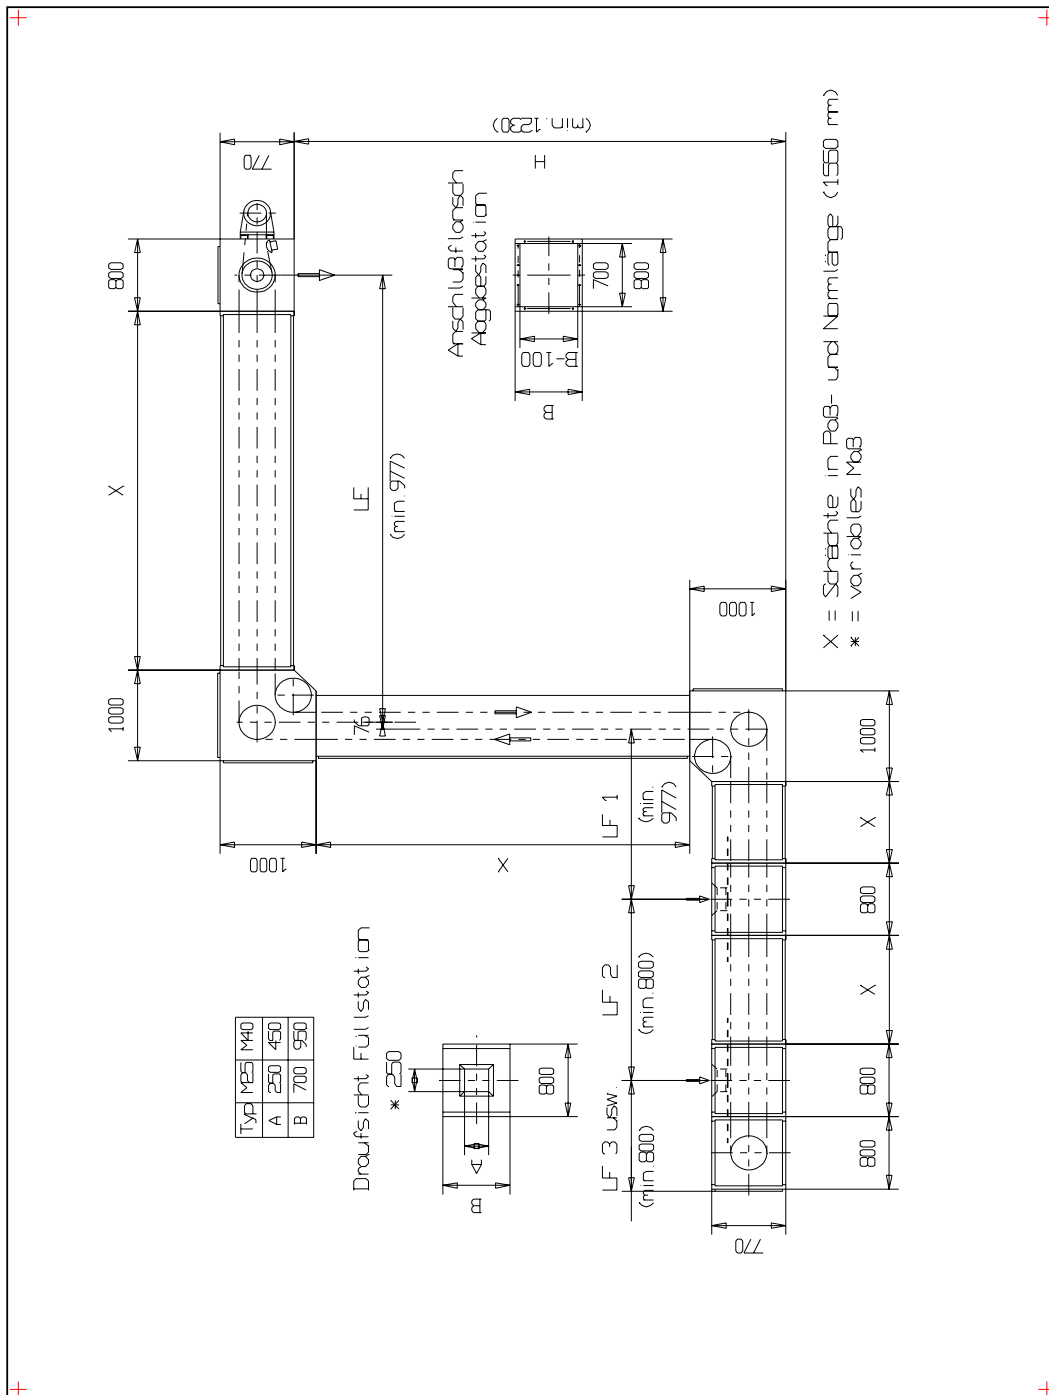 Typ M25 M40
A 250 450
B 700 950
Draufsicht Füllstation
* 250
A
B
800
1000
X
800
770
H
(min.1230)
LE
(min.977)
76
Anschlußflansch
Abgabestation
700
800
B-100
B
1000
X
1000
LF 3 usw.
(min.800)
LF 2
(min.800)
LF 1
(min.
977)
770
800
800
X
800
X
1000
X = Schächte in Paß- und Normlänge (1550 mm)
* = variables Maß